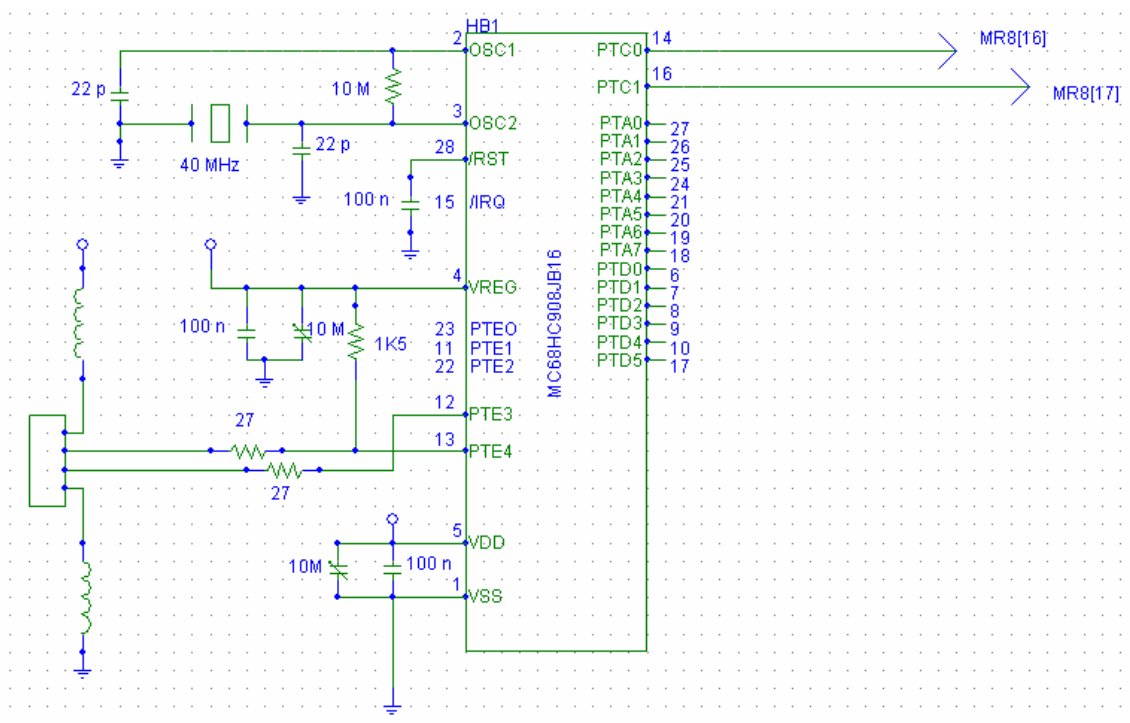 HB1
2 OSC1 PTC0 14 MR8[16]
22 p 10 M PTC1 16 MR8[17]
3 OSC2 PTA0 27
40 MHz 22 p PTA1 26
28 /RST PTA2 25
PTA3 24
100 n 15 /IRQ PTA4 21
PTA5 20
PTA6 19
PTA7 18
4 VREG PTD0 6
PTD1 7
PTD2 8
100 n 10 M 23 PTE0 PTD3 9
1K5 11 PTE1 PTD4 10
22 PTE2 PTD5 17
MC68HC908JB16
12 PTE3
27
13 PTE4
27
5 VDD
10M 100 n
1 VSS